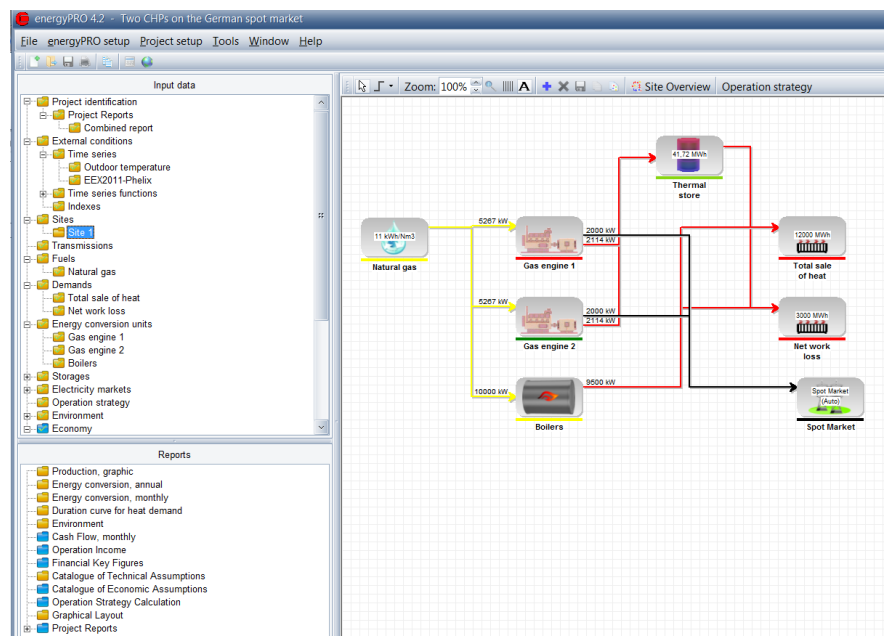 energyPRO 4.2 - Two CHPs on the German spot market
File energyPRO setup Project setup Tools Window Help
Input data
Project identification
Project Reports
Combined report
External conditions
Time series
Outdoor temperature
EEX2011-Phelix
Time series functions
Indexes
Sites
Site 1
Transmissions
Fuels
Natural gas
Demands
Total sale of heat
Net work loss
Energy conversion units
Gas engine 1
Gas engine 2
Boilers
Storages
Electricity markets
Operation strategy
Environment
Economy
Reports
Production, graphic
Energy conversion, annual
Energy conversion, monthly
Duration curve for heat demand
Environment
Cash Flow, monthly
Operation Income
Financial Key Figures
Catalogue of Technical Assumptions
Catalogue of Economic Assumptions
Operation Strategy Calculation
Graphical Layout
Project Reports
Zoom: 100% A Site Overview Operation strategy
41,72 MWh
Thermal
store
11 kWh/Nm3
Natural gas
5267 kW
2000 kW
2114 kW
Gas engine 1
12000 MWh
Total sale
of heat
5267 kW
2000 kW
2114 kW
Gas engine 2
3000 MWh
Net work
loss
10000 kW
9500 kW
Boilers
Spot Market
(Auto)
Spot Market